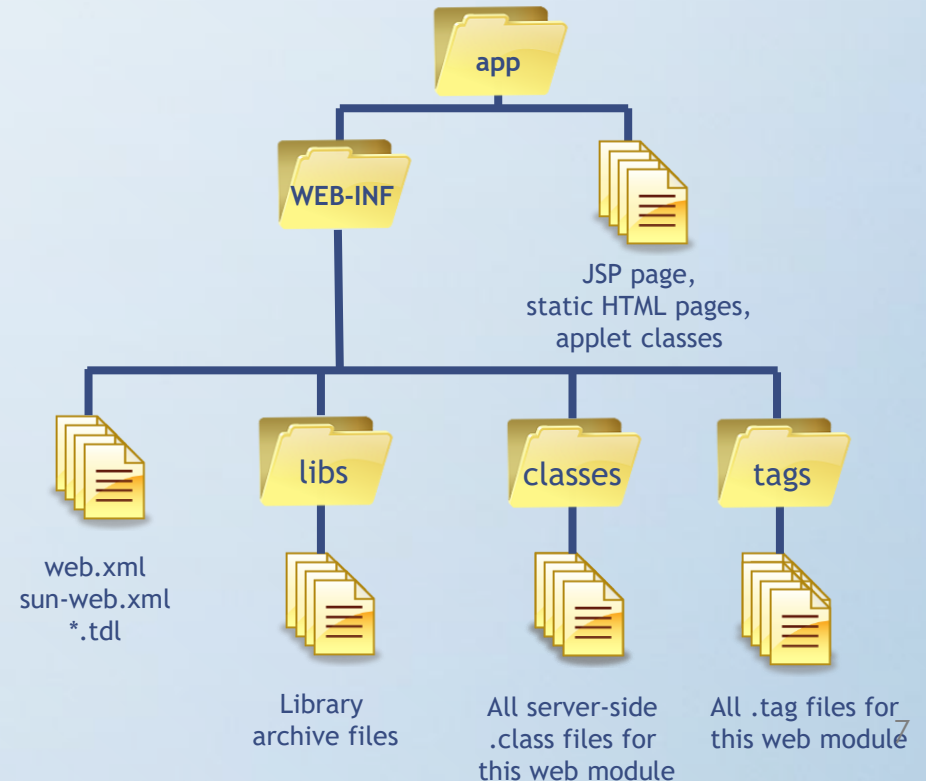 app
WEB-INF
JSP page,
static HTML pages,
applet classes
libs
classes
tags
web.xml
sun-web.xml
*.tdl
Library
archive files
All server-side
.class files for
this web module
All .tag files for
this web module
7